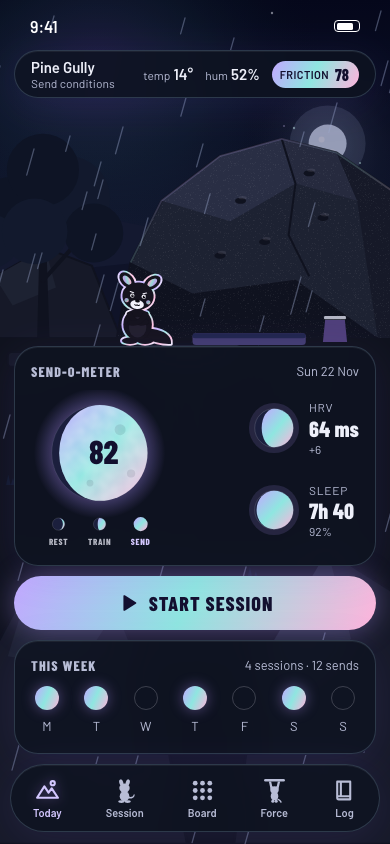 9:41
Pine Gully
Send conditions
temp 14° hum 52% FRICTION 78
SEND-O-METER
Sun 22 Nov
82
REST TRAIN SEND
HRV
64 ms
+6
SLEEP
7h 40
92%
START SESSION
THIS WEEK
4 sessions · 12 sends
M T W T F S S
Today Session Board Force Log